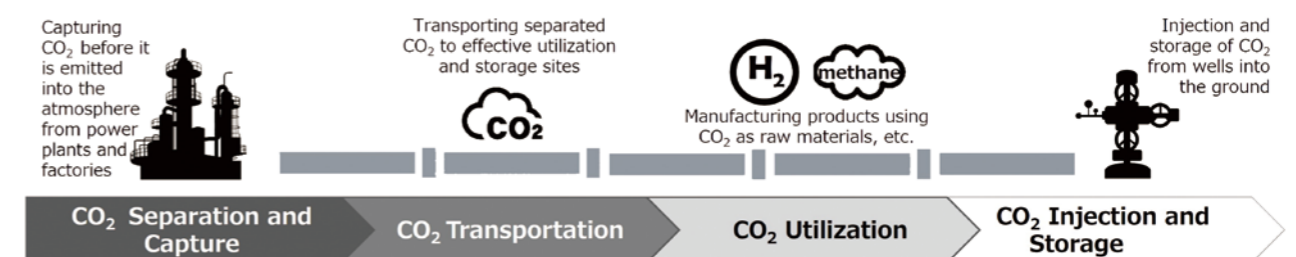 Capturing
CO₂ before it
is emitted
into the
atmosphere
from power
plants and
factories
Transporting separated
CO₂ to effective utilization
and storage sites
CO₂
H₂
methane
Manufacturing products using
CO₂ as raw materials, etc.
Injection and
storage of CO₂
from wells into
the ground
CO₂ Separation and
Capture
CO₂ Transportation
CO₂ Utilization
CO₂ Injection and
Storage